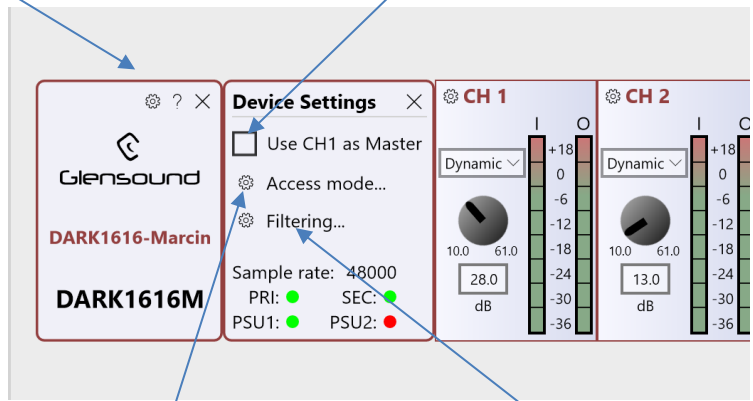 ? 
Glensound
DARK1616-Marcin
DARK1616M
Device Settings
Use CH1 as Master
Access mode...
Filtering...
Sample rate: 48000
PRI: SEC:
PSU1: PSU2:
CH 1
I O
Dynamic
10.0 61.0
28.0
dB
+18
0
-6
-12
-18
-24
-30
-36
CH 2
I O
Dynamic
10.0 61.0
13.0
dB
+18
0
-6
-12
-18
-24
-30
-36